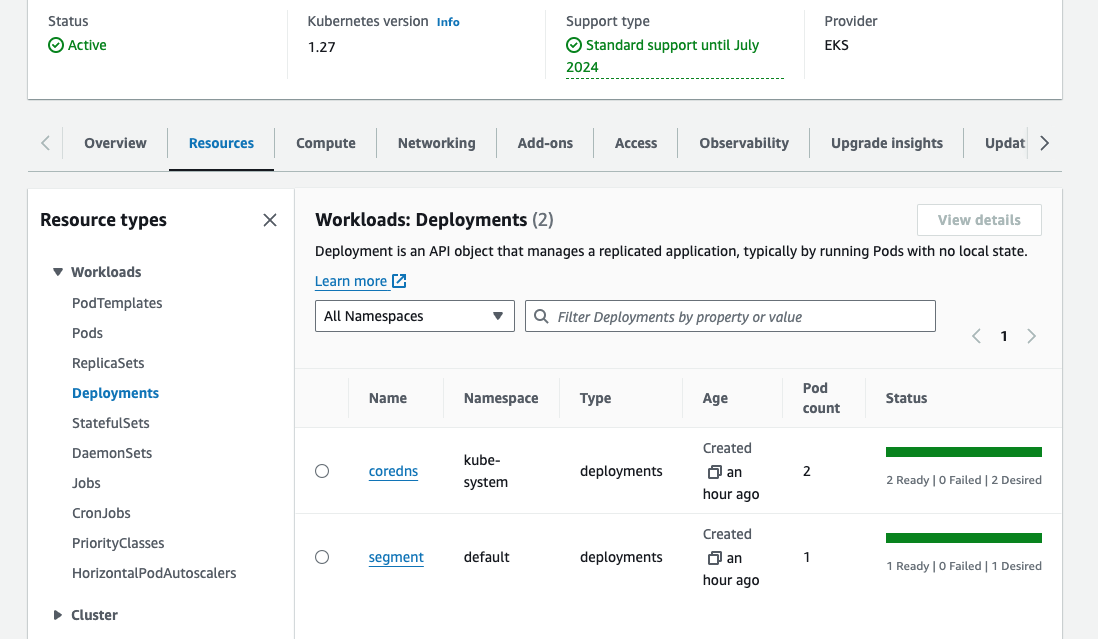 Status
Active
Kubernetes version Info
1.27
Support type
Standard support until July
2024
Provider
EKS
Overview
Resources
Compute
Networking
Add-ons
Access
Observability
Upgrade insights
Updat
Resource types
Workloads
PodTemplates
Pods
ReplicaSets
Deployments
StatefulSets
DaemonSets
Jobs
CronJobs
PriorityClasses
HorizontalPodAutoscalers
Cluster
Workloads: Deployments (2)
View details
Deployment is an API object that manages a replicated application, typically by running Pods with no local state.
Learn more
All Namespaces
Filter Deployments by property or value
1
Name
Namespace
Type
Age
Pod
count
Status
coredns
kube-
system
deployments
Created
an
hour ago
2
2 Ready | 0 Failed | 2 Desired
segment
default
deployments
Created
an
hour ago
1
1 Ready | 0 Failed | 1 Desired